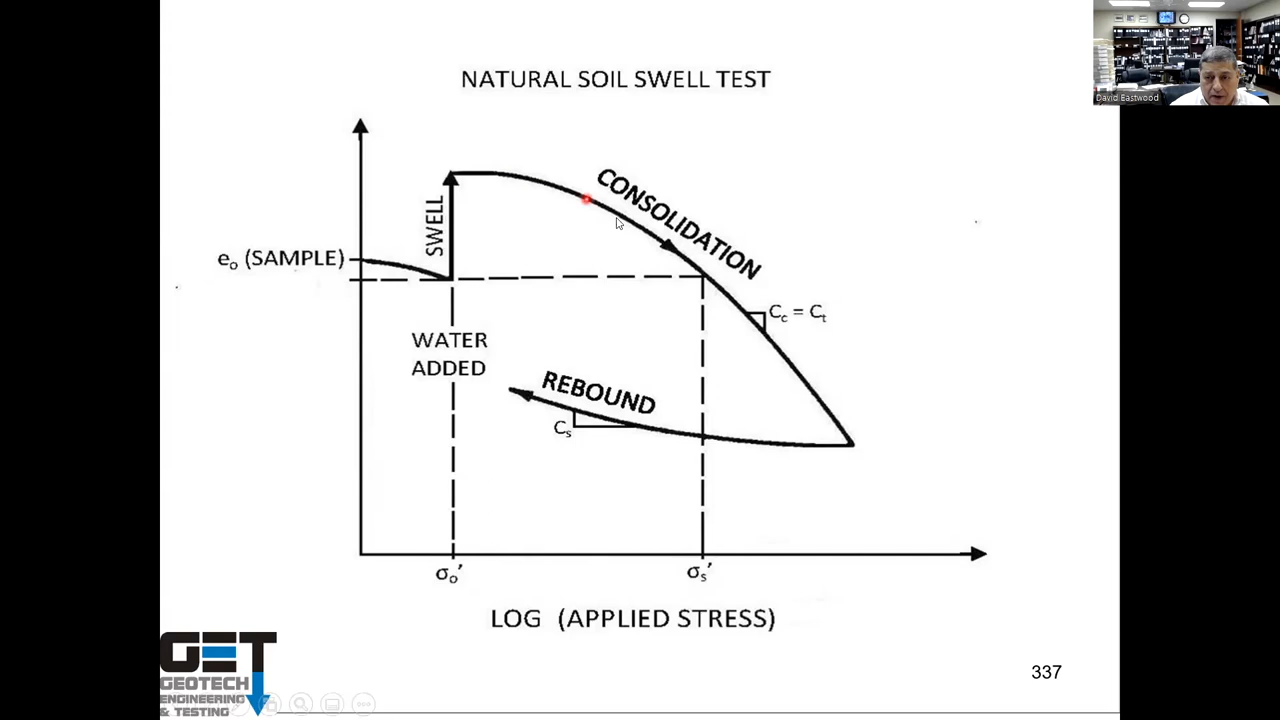 David Eastwood
NATURAL SOIL SWELL TEST
CONSOLIDATION
SWELL
eo (SAMPLE)
Cc = Ct
WATER
ADDED
REBOUND
Cs
σo′
σs′
LOG (APPLIED STRESS)
GET
GEOTECH
ENGINEERING
& TESTING
337